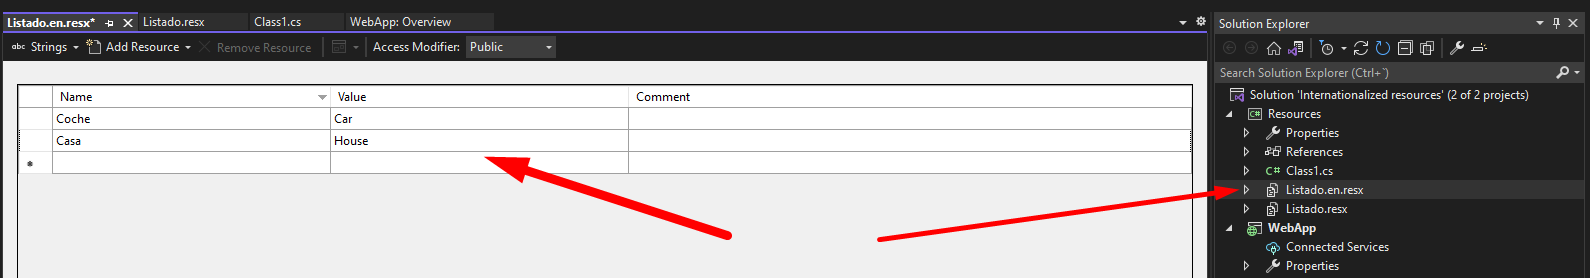 Listado.en.resx*
Listado.resx
Class1.cs
WebApp: Overview
abc Strings
Add Resource
Remove Resource
Access Modifier:
Public
Name
Value
Comment
Coche
Car
Casa
House
*
Solution Explorer
Search Solution Explorer (Ctrl+`)
Solution 'Internationalized resources' (2 of 2 projects)
C# Resources
Properties
References
C# Class1.cs
Listado.en.resx
Listado.resx
WebApp
Connected Services
Properties